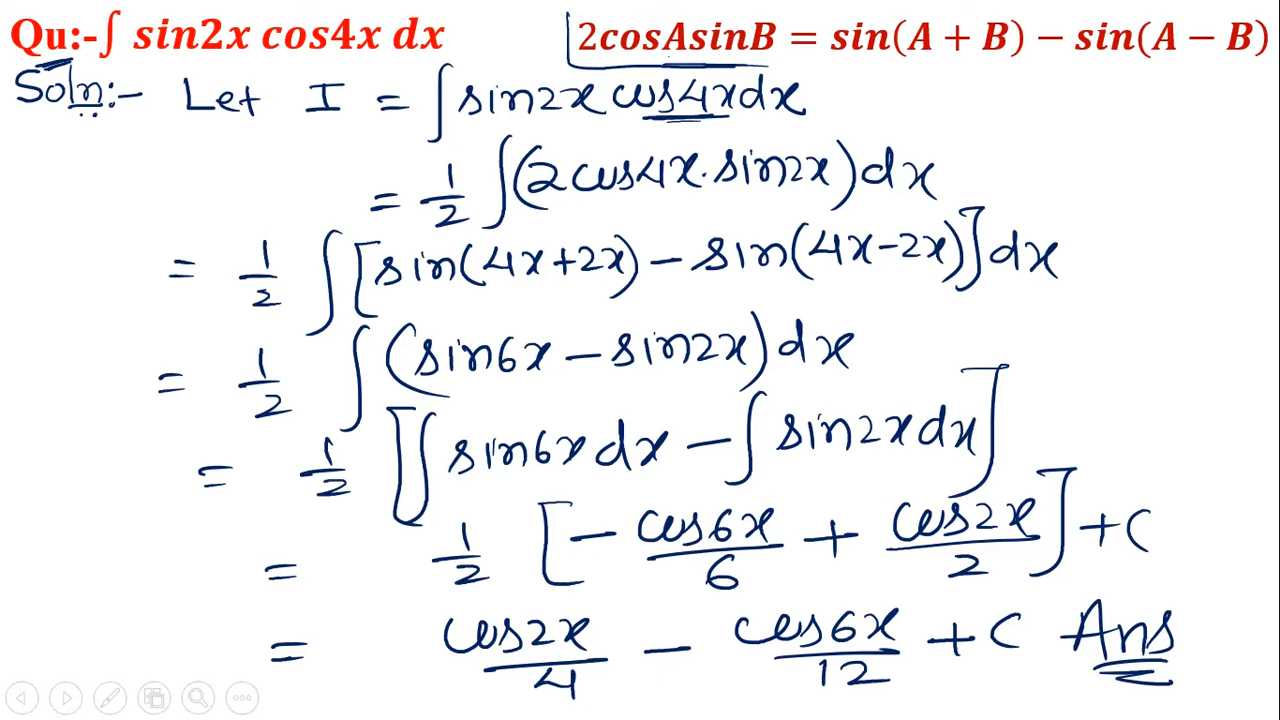 Qu:-∫ sin2x cos4x dx 2cosAsinB = sin(A + B) − sin(A − B)
Soln:- Let I = ∫ sin2x cos4x dx
= 1/2 ∫(2cos4x·sin2x)dx
= 1/2 ∫[sin(4x+2x) − sin(4x−2x)]dx
= 1/2 ∫(sin6x − sin2x)dx
= 1/2 [∫sin6x dx − ∫sin2x dx]
= 1/2 [− cos6x/6 + cos2x/2] + C
= cos2x/4 − cos6x/12 + C Ans